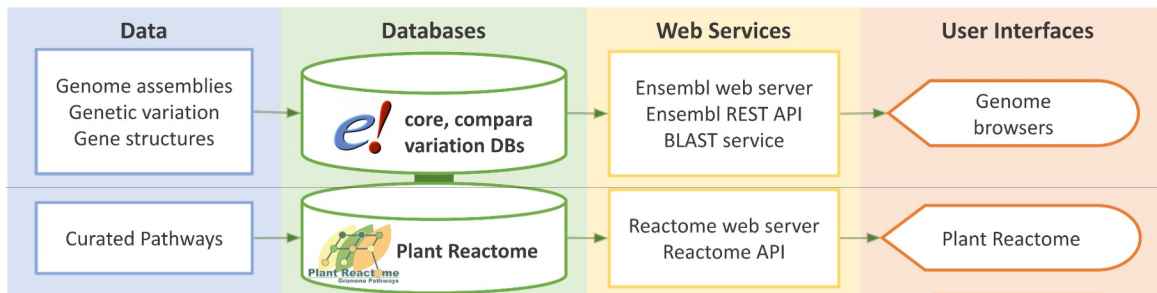 Data
Databases
Web Services
User Interfaces
Genome assemblies
Genetic variation
Gene structures
e!
core, compara
variation DBs
Ensembl web server
Ensembl REST API
BLAST service
Genome
browsers
Curated Pathways
Plant Reactome
Gramene Pathways
Plant Reactome
Reactome web server
Reactome API
Plant Reactome